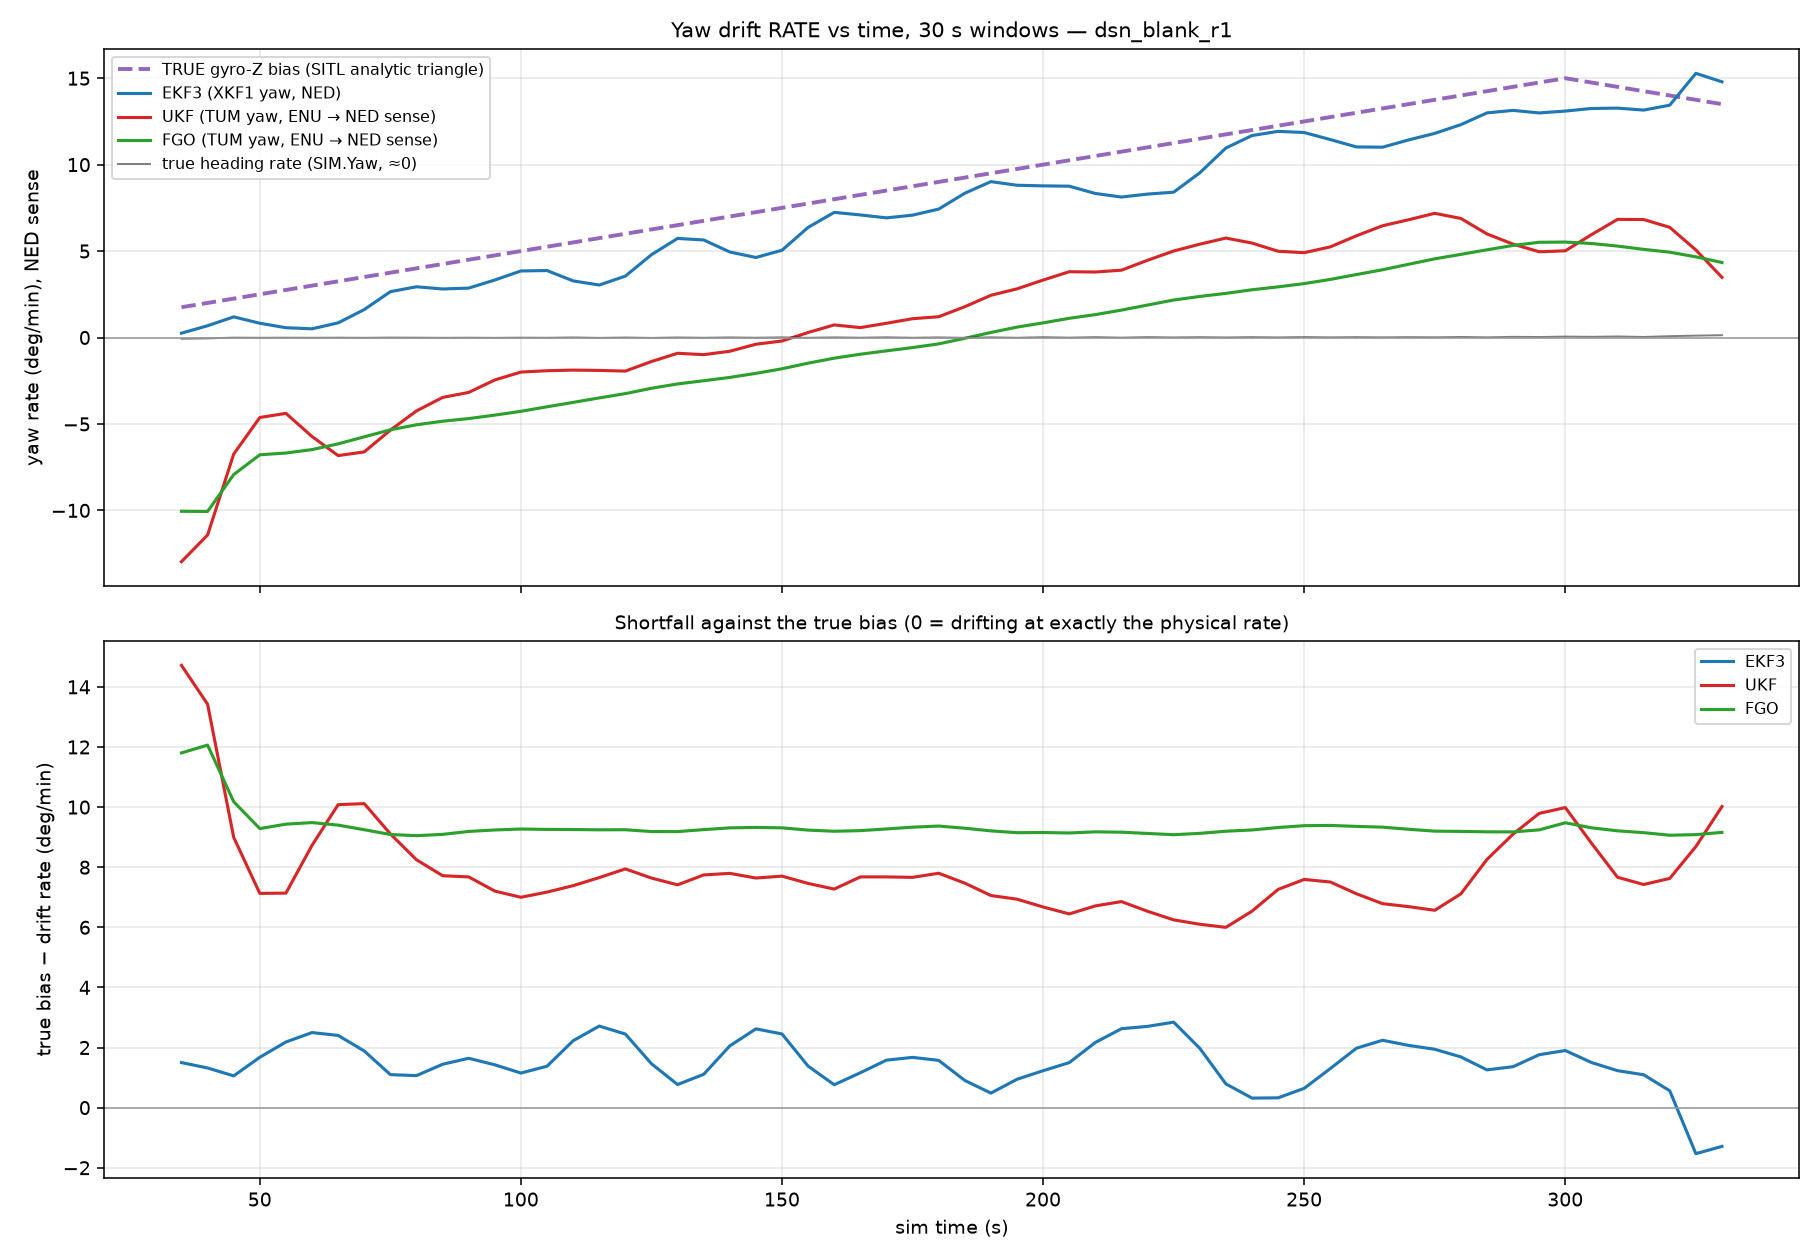 Yaw drift RATE vs time, 30 s windows — dsn_blank_r1
TRUE gyro-Z bias (SITL analytic triangle)
EKF3 (XKF1 yaw, NED)
UKF (TUM yaw, ENU → NED sense)
FGO (TUM yaw, ENU → NED sense)
true heading rate (SIM.Yaw, ≈0)
yaw rate (deg/min), NED sense
15
10
5
0
−5
−10
Shortfall against the true bias (0 = drifting at exactly the physical rate)
EKF3
UKF
FGO
true bias − drift rate (deg/min)
14
12
10
8
6
4
2
0
−2
50 100 150 200 250 300
sim time (s)